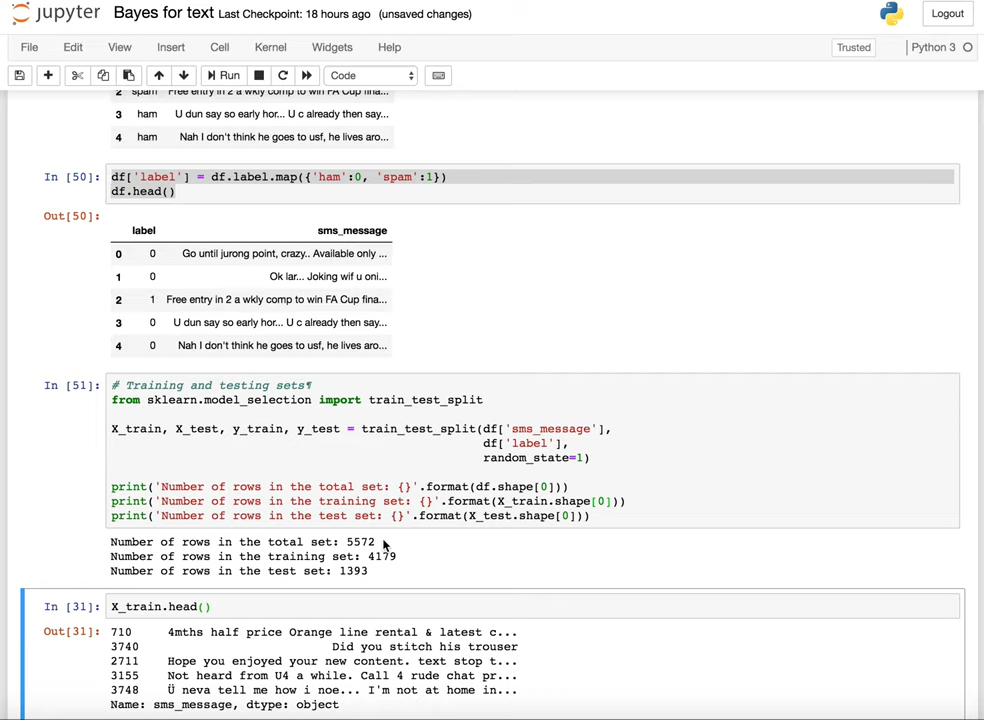 jupyter Bayes for text Last Checkpoint: 18 hours ago (unsaved changes) Logout
File Edit View Insert Cell Kernel Widgets Help Trusted Python 3
Run Code
2 spam Free entry in 2 a wkly comp to win FA Cup fina...
3 ham U dun say so early hor... U c already then say...
4 ham Nah I don't think he goes to usf, he lives aro...
In [50]: df['label'] = df.label.map({'ham':0, 'spam':1})
df.head()
Out[50]:
label sms_message
0 0 Go until jurong point, crazy.. Available only ...
1 0 Ok lar... Joking wif u oni...
2 1 Free entry in 2 a wkly comp to win FA Cup fina...
3 0 U dun say so early hor... U c already then say...
4 0 Nah I don't think he goes to usf, he lives aro...
In [51]: # Training and testing sets¶
from sklearn.model_selection import train_test_split
X_train, X_test, y_train, y_test = train_test_split(df['sms_message'],
df['label'],
random_state=1)
print('Number of rows in the total set: {}'.format(df.shape[0]))
print('Number of rows in the training set: {}'.format(X_train.shape[0]))
print('Number of rows in the test set: {}'.format(X_test.shape[0]))
Number of rows in the total set: 5572
Number of rows in the training set: 4179
Number of rows in the test set: 1393
In [31]: X_train.head()
Out[31]: 710 4mths half price Orange line rental & latest c...
3740 Did you stitch his trouser
2711 Hope you enjoyed your new content. text stop t...
3155 Not heard from U4 a while. Call 4 rude chat pr...
3748 Ü neva tell me how i noe... I'm not at home in...
Name: sms_message, dtype: object